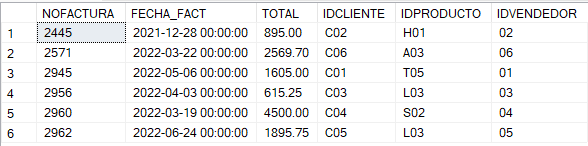 NOFACTURA FECHA_FACT TOTAL IDCLIENTE IDPRODUCTO IDVENDEDOR
1 2445 2021-12-28 00:00:00 895.00 C02 H01 02
2 2571 2022-03-22 00:00:00 2569.70 C06 A03 06
3 2945 2022-05-06 00:00:00 1605.00 C01 T05 01
4 2956 2022-04-03 00:00:00 615.25 C03 L03 03
5 2960 2022-03-19 00:00:00 4500.00 C04 S02 04
6 2962 2022-06-24 00:00:00 1895.75 C05 L03 05